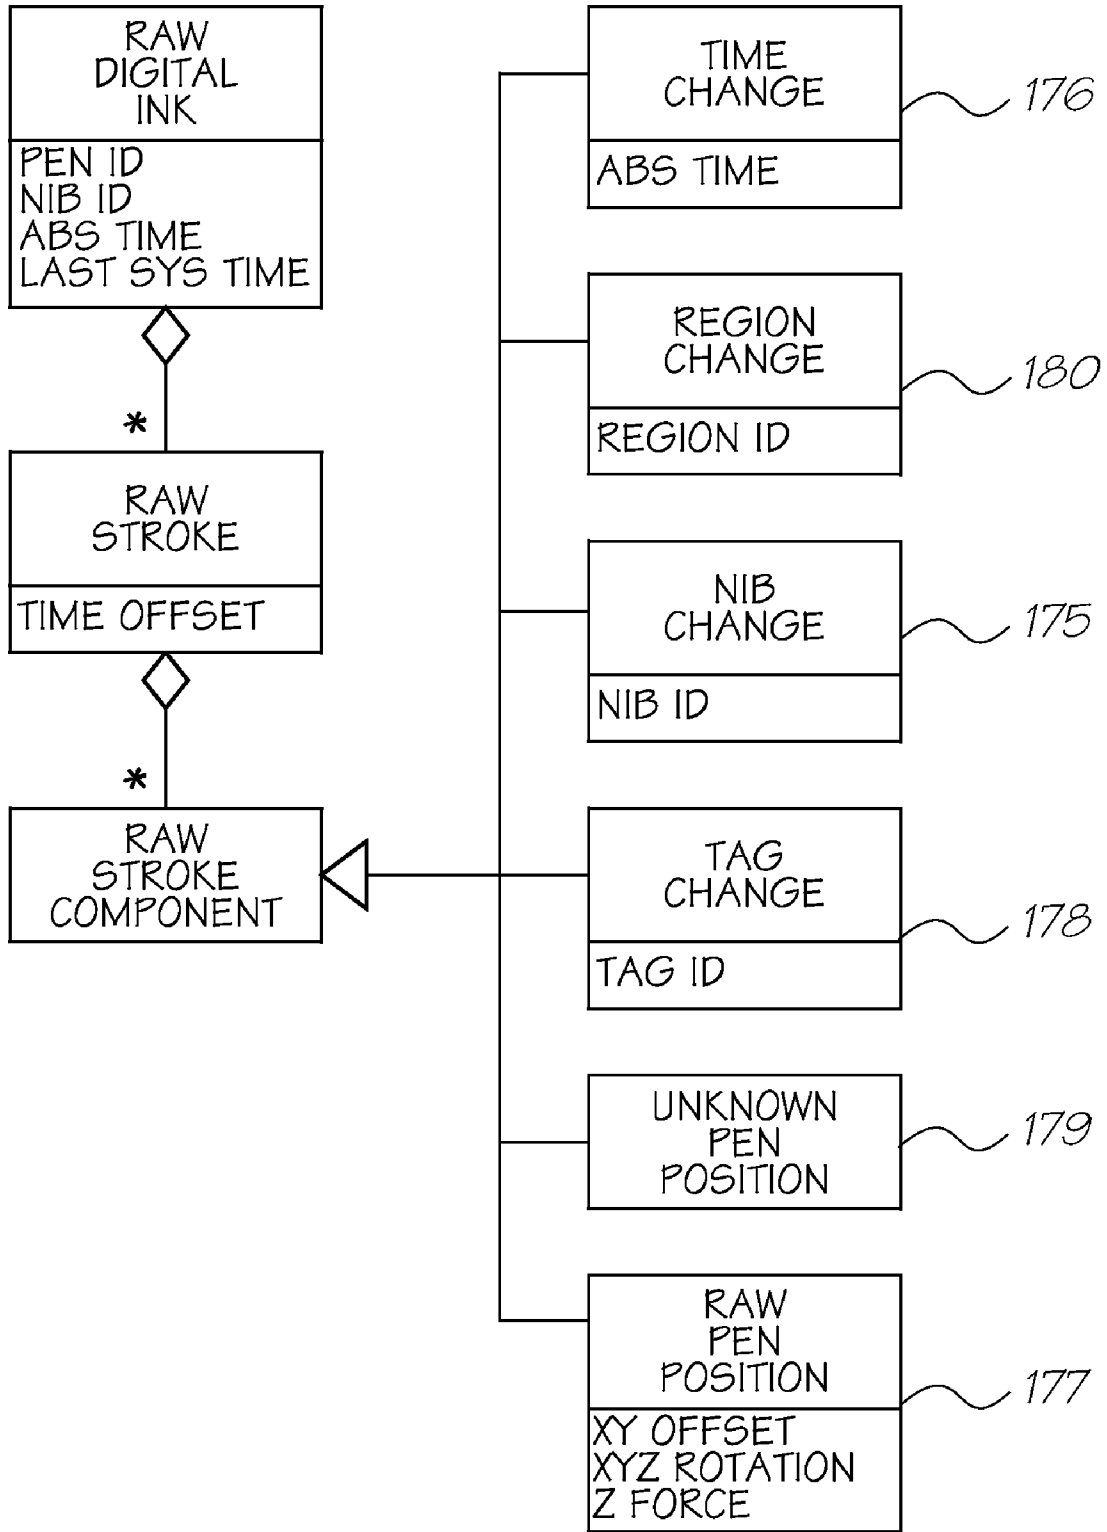 RAW
DIGITAL
INK
PEN ID
NIB ID
ABS TIME
LAST SYS TIME
*
RAW
STROKE
TIME OFFSET
*
RAW
STROKE
COMPONENT
TIME
CHANGE
ABS TIME
176
REGION
CHANGE
REGION ID
180
NIB
CHANGE
NIB ID
175
TAG
CHANGE
TAG ID
178
UNKNOWN
PEN
POSITION
179
RAW
PEN
POSITION
XY OFFSET
XYZ ROTATION
Z FORCE
177